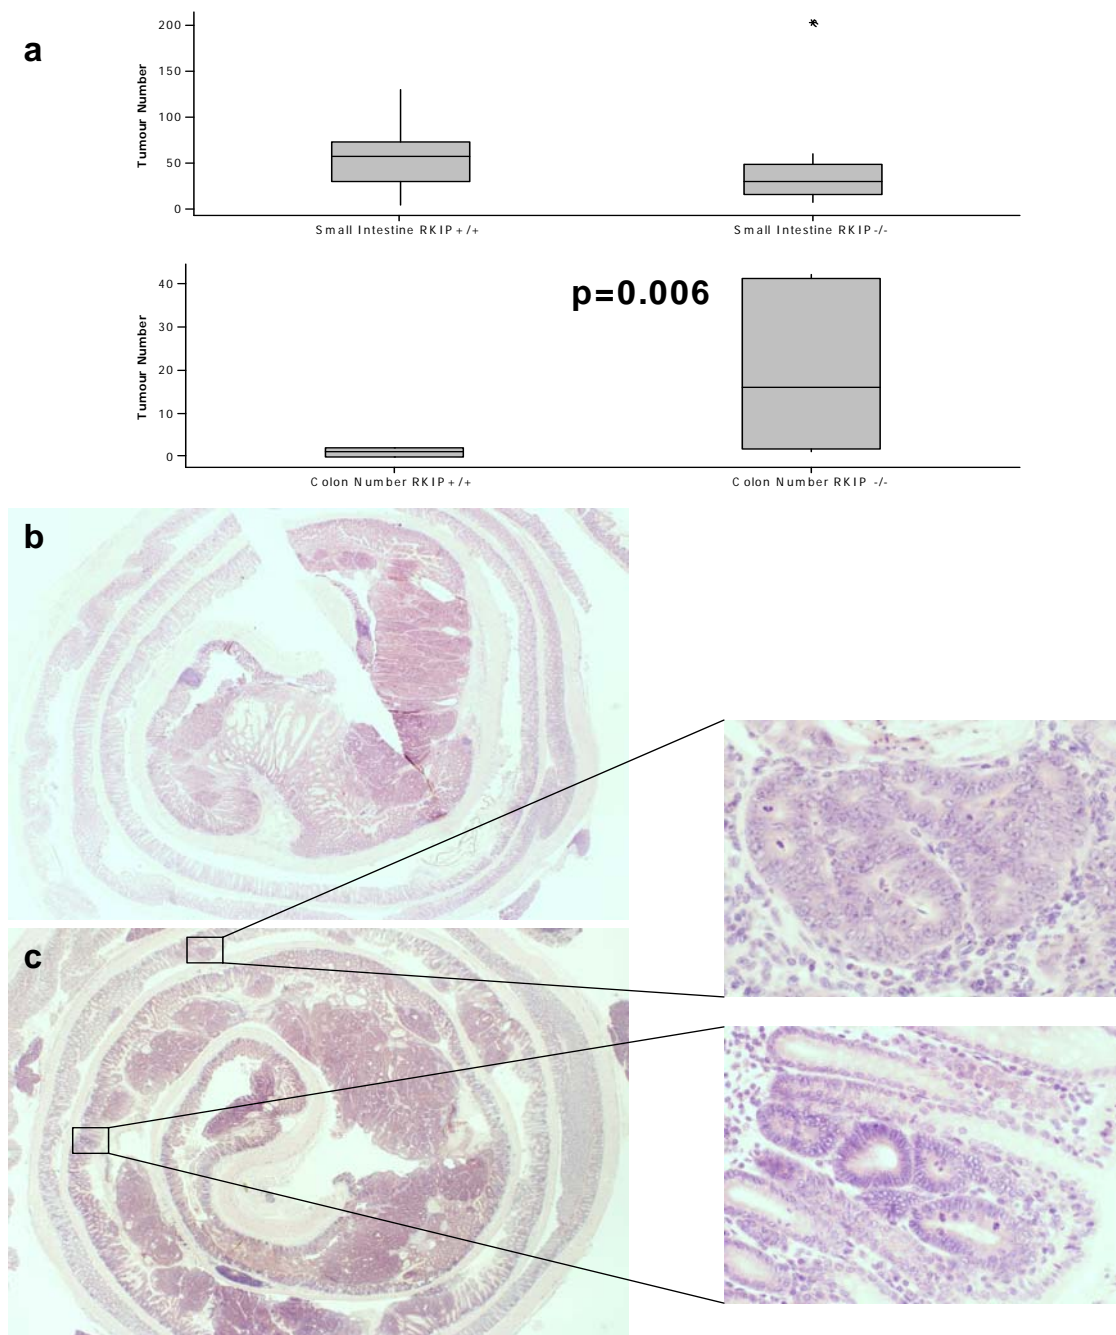 a
Tumour Number
200
150
100
50
0
Small Intestine RKIP+/+
Small Intestine RKIP-/-
Tumour Number
40
30
20
10
0
p=0.006
Colon Number RKIP+/+
Colon Number RKIP -/-
b
c